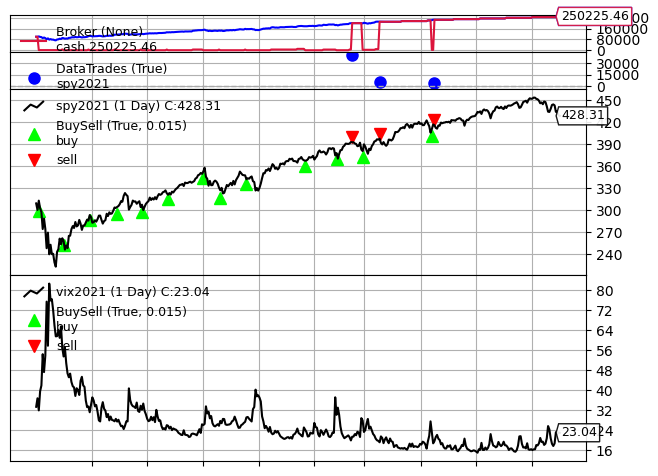 Broker (None)
cash 250225.46
250225.46
160000
80000
0
DataTrades (True)
spy2021
30000
15000
0
spy2021 (1 Day) C:428.31
BuySell (True, 0.015)
buy
sell
450
428.31
420
390
360
330
300
270
240
vix2021 (1 Day) C:23.04
BuySell (True, 0.015)
buy
sell
80
72
64
56
48
40
32
24
23.04
16